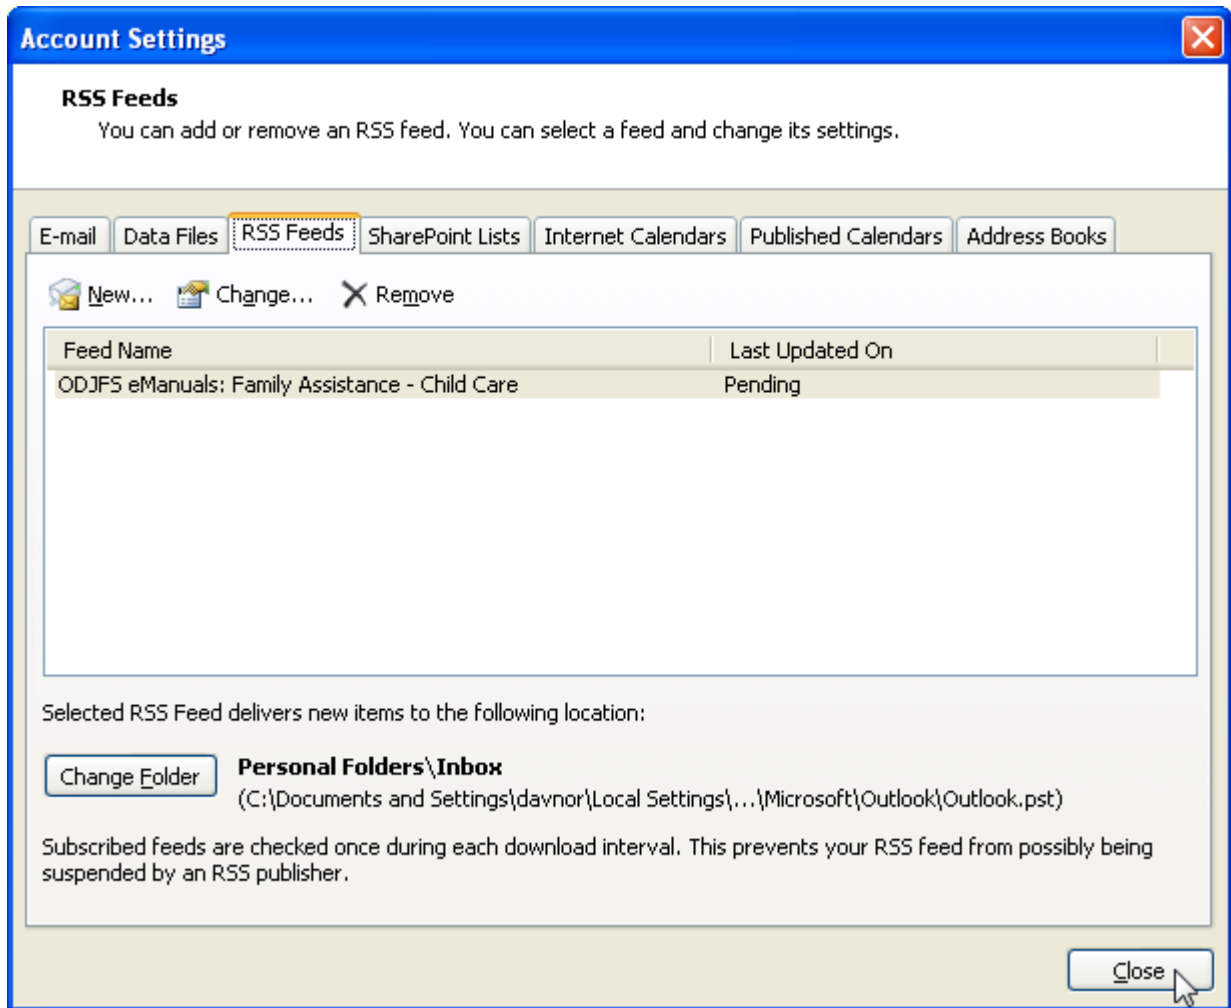 Account Settings
RSS Feeds
You can add or remove an RSS feed. You can select a feed and change its settings.
E-mail Data Files RSS Feeds SharePoint Lists Internet Calendars Published Calendars Address Books
New... Change... Remove
Feed Name Last Updated On
ODJFS eManuals: Family Assistance - Child Care Pending
Selected RSS Feed delivers new items to the following location:
Change Folder Personal Folders\Inbox
(C:\Documents and Settings\davnor\Local Settings\...\Microsoft\Outlook\Outlook.pst)
Subscribed feeds are checked once during each download interval. This prevents your RSS feed from possibly being
suspended by an RSS publisher.
Close